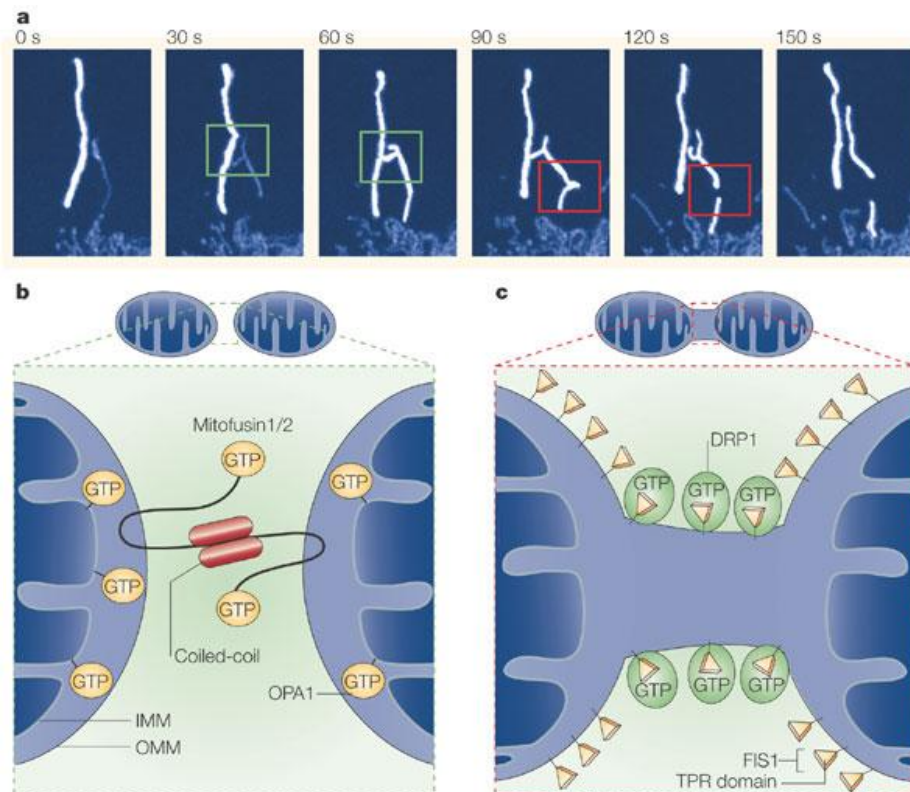 a
0 s 30 s 60 s 90 s 120 s 150 s
b
c
Mitofusin1/2
GTP
GTP
GTP
GTP
GTP
GTP
GTP
Coiled-coil
OPA1
IMM
OMM
DRP1
GTP
GTP
GTP
GTP
GTP
GTP
FIS1
TPR domain